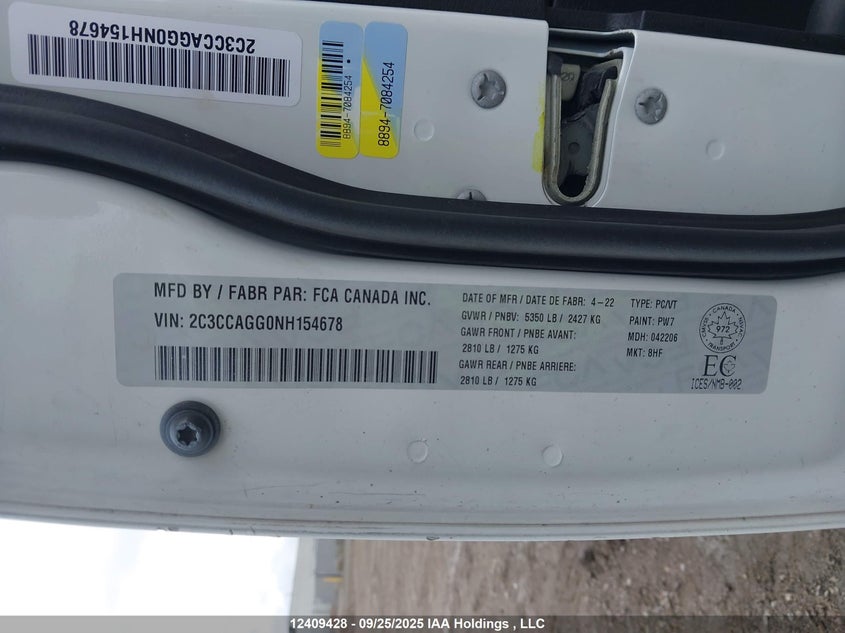 2C3CCAGG0NH154678
8894-7084254
8894-7084254
MFD BY / FABR PAR: FCA CANADA INC.
VIN: 2C3CCAGG0NH154678
DATE OF MFR / DATE DE FABR: 4-22
GVWR / PNBV: 5350 LB / 2427 KG
GAWR FRONT / PNBE AVANT:
2810 LB / 1275 KG
GAWR REAR / PNBE ARRIERE:
2810 LB / 1275 KG
TYPE: PC/VT
PAINT: PW7
MDH: 042206
MKT: 8HF
CANADA
972
EC
ICES/NMB-002
12409428 - 09/25/2025 IAA Holdings , LLC